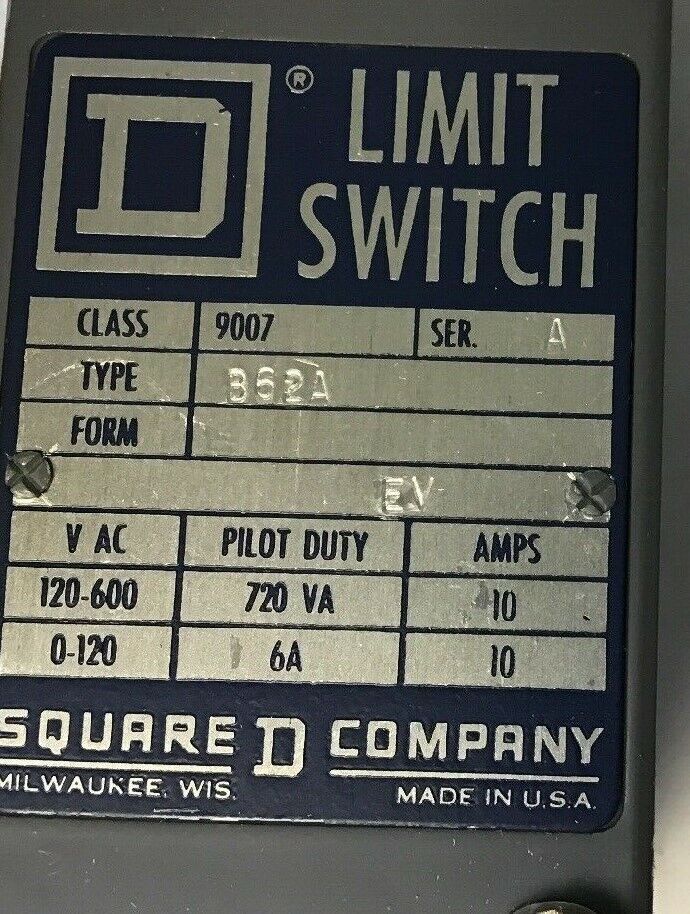 D ® LIMIT
SWITCH
CLASS 9007 SER. A
TYPE B62A
FORM
EV
V AC PILOT DUTY AMPS
120-600 720 VA 10
0-120 6A 10
SQUARE D COMPANY
MILWAUKEE, WIS. MADE IN U.S.A.